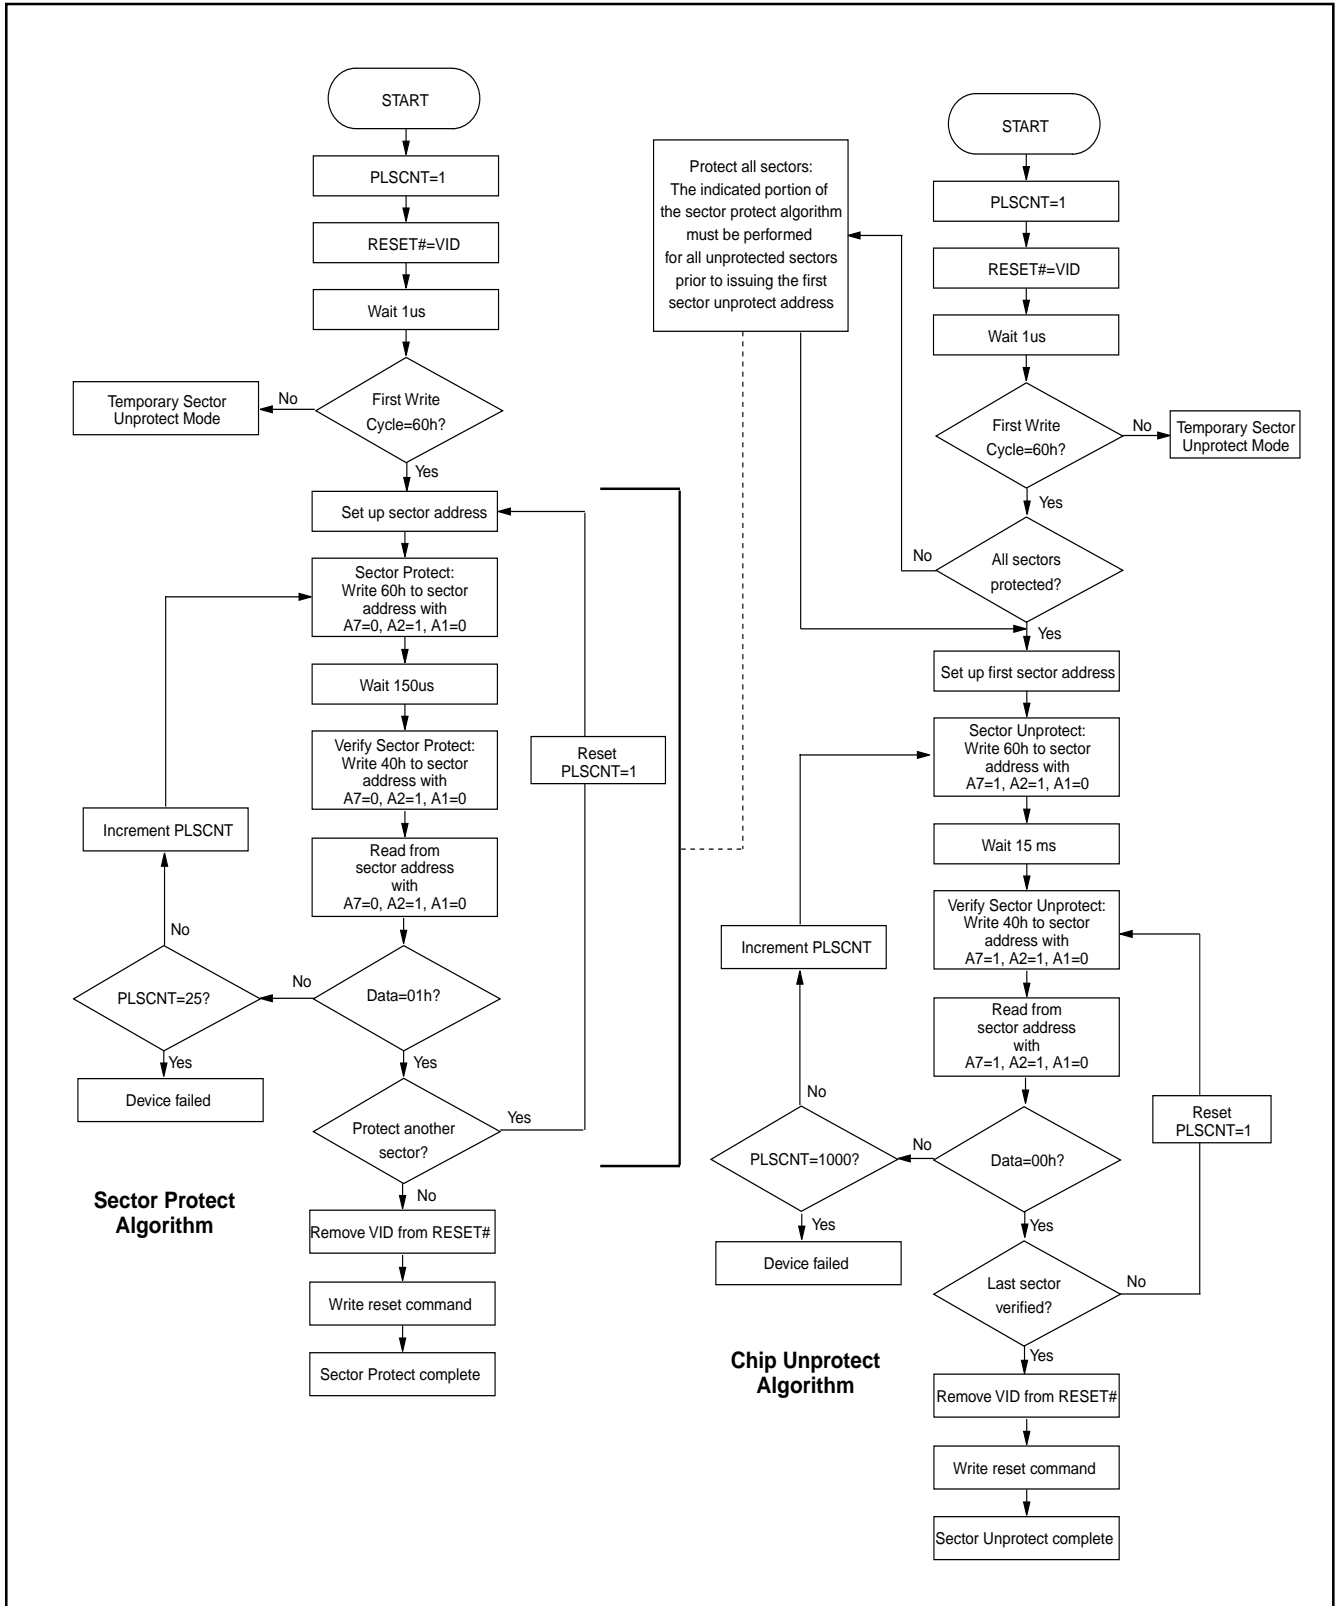 START
PLSCNT=1
RESET#=VID
Wait 1us
First Write
Cycle=60h?
No
Temporary Sector
Unprotect Mode
Yes
Set up sector address
Sector Protect:
Write 60h to sector
address with
A7=0, A2=1, A1=0
Wait 150us
Verify Sector Protect:
Write 40h to sector
address with
A7=0, A2=1, A1=0
Reset
PLSCNT=1
Increment PLSCNT
Read from
sector address
with
A7=0, A2=1, A1=0
No
PLSCNT=25?
No
Data=01h?
Yes
Device failed
Yes
Protect another
sector?
Yes
No
Sector Protect
Algorithm
Remove VID from RESET#
Write reset command
Sector Protect complete
Protect all sectors:
The indicated portion of
the sector protect algorithm
must be performed
for all unprotected sectors
prior to issuing the first
sector unprotect address
START
PLSCNT=1
RESET#=VID
Wait 1us
First Write
Cycle=60h?
No
Temporary Sector
Unprotect Mode
Yes
No
All sectors
protected?
Yes
Set up first sector address
Sector Unprotect:
Write 60h to sector
address with
A7=1, A2=1, A1=0
Wait 15 ms
Verify Sector Unprotect:
Write 40h to sector
address with
A7=1, A2=1, A1=0
Increment PLSCNT
Read from
sector address
with
A7=1, A2=1, A1=0
No
Reset
PLSCNT=1
PLSCNT=1000?
No
Data=00h?
Yes
Device failed
Yes
Last sector
verified?
No
Yes
Chip Unprotect
Algorithm
Remove VID from RESET#
Write reset command
Sector Unprotect complete